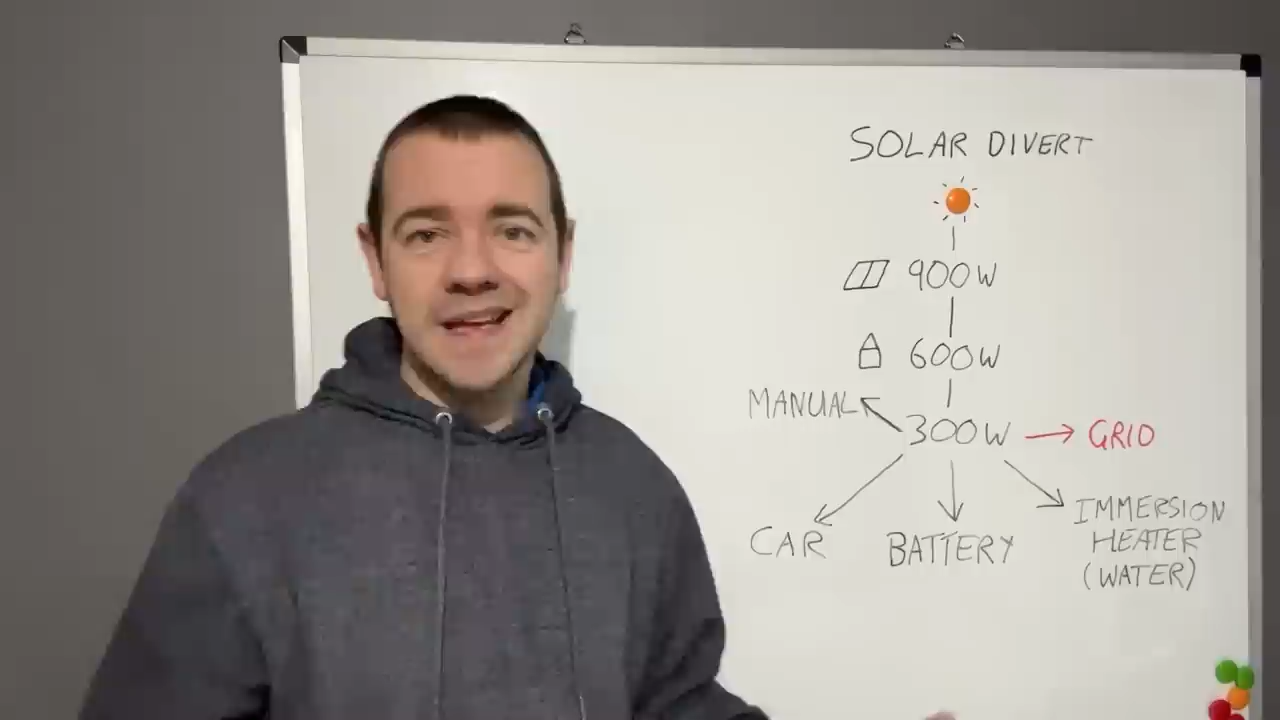 SOLAR DIVERT
900W
600W
MANUAL
300W
GRID
CAR
BATTERY
IMMERSION
HEATER
(WATER)